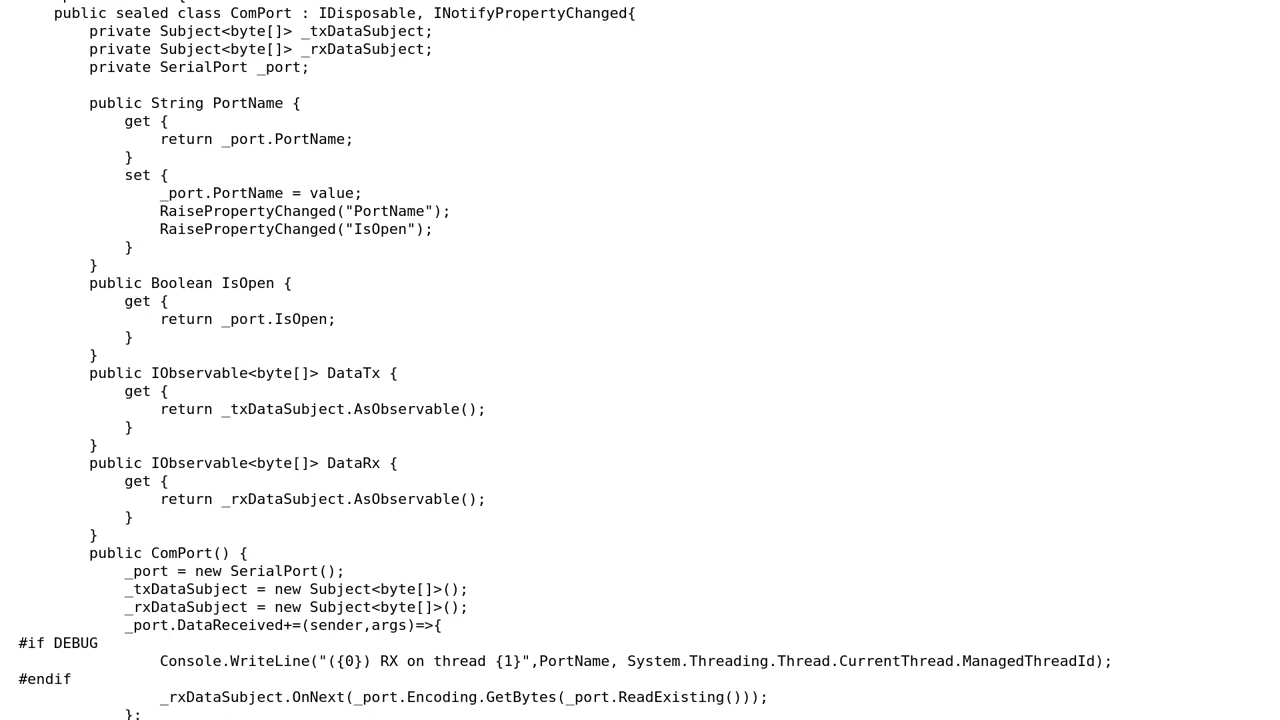 public sealed class ComPort : IDisposable, INotifyPropertyChanged{
private Subject<byte[]> _txDataSubject;
private Subject<byte[]> _rxDataSubject;
private SerialPort _port;
public String PortName {
get {
return _port.PortName;
}
set {
_port.PortName = value;
RaisePropertyChanged("PortName");
RaisePropertyChanged("IsOpen");
}
}
public Boolean IsOpen {
get {
return _port.IsOpen;
}
}
public IObservable<byte[]> DataTx {
get {
return _txDataSubject.AsObservable();
}
}
public IObservable<byte[]> DataRx {
get {
return _rxDataSubject.AsObservable();
}
}
public ComPort() {
_port = new SerialPort();
_txDataSubject = new Subject<byte[]>();
_rxDataSubject = new Subject<byte[]>();
_port.DataReceived+=(sender,args)=>{
#if DEBUG
Console.WriteLine("({0}) RX on thread {1}",PortName, System.Threading.Thread.CurrentThread.ManagedThreadId);
#endif
_rxDataSubject.OnNext(_port.Encoding.GetBytes(_port.ReadExisting()));
};